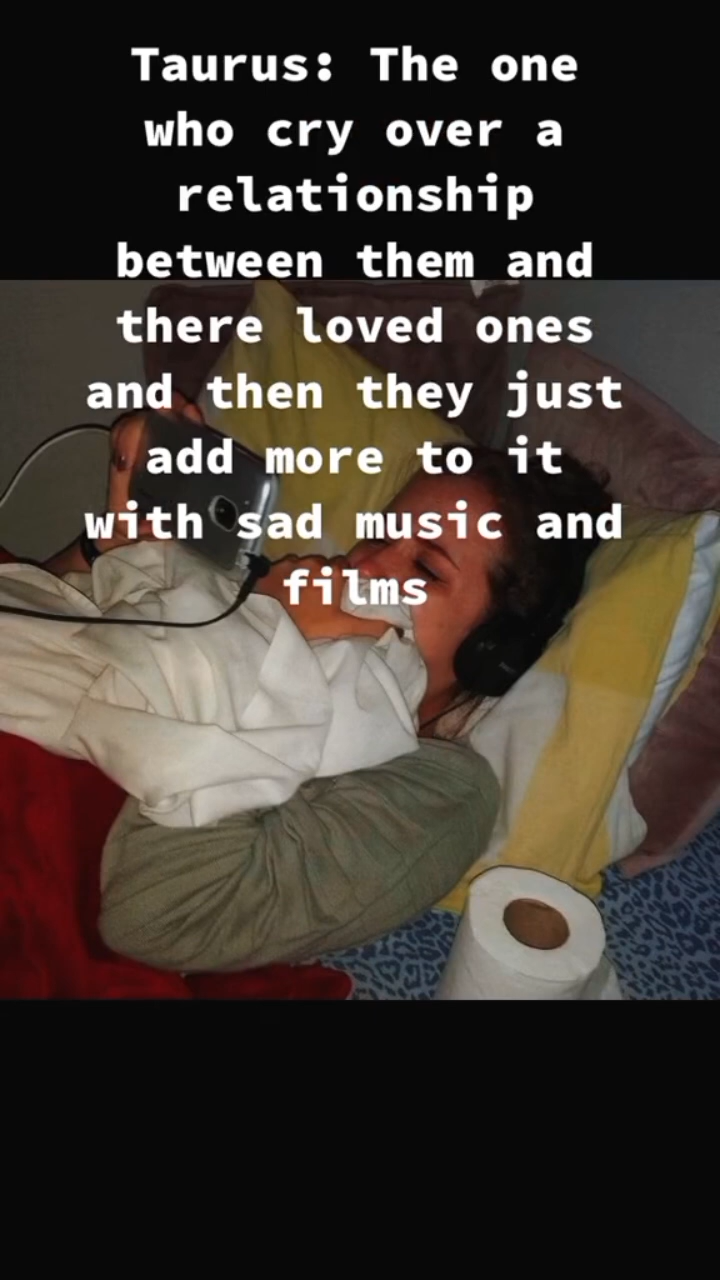 Taurus: The one
who cry over a
relationship
between them and
there loved ones
and then they just
add more to it
with sad music and
films